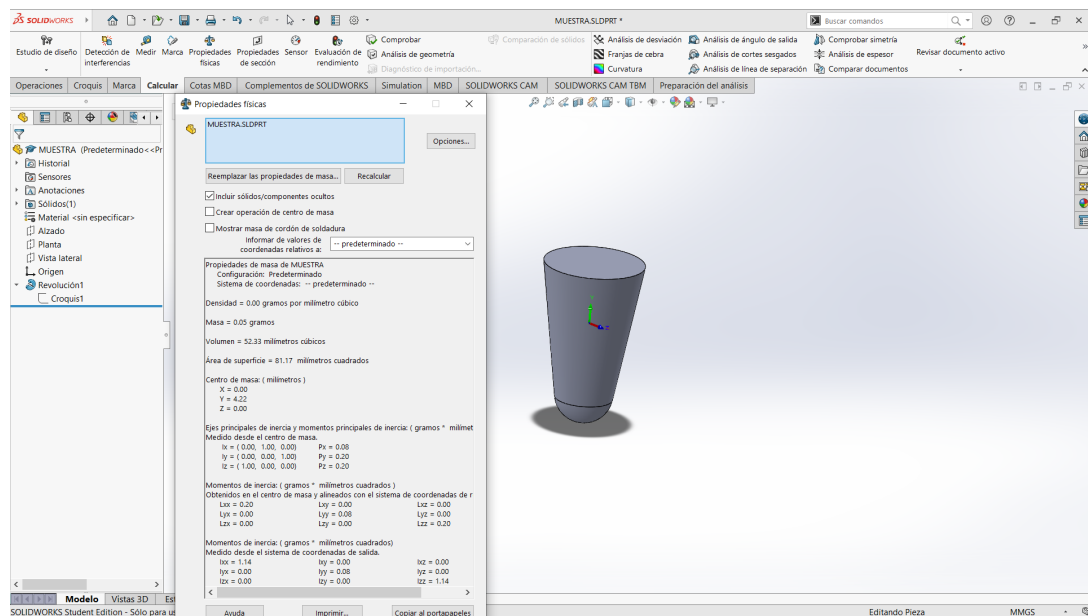 SOLIDWORKS
MUESTRA.SLDPRT *
Buscar comandos
Estudio de diseño
Detección de interferencias
Medir
Marca
Propiedades físicas
Propiedades de sección
Sensor
Evaluación de rendimiento
Comprobar
Análisis de geometría
Diagnóstico de importación...
Comparación de sólidos
Análisis de desviación
Franjas de cebra
Curvatura
Análisis de ángulo de salida
Análisis de cortes sesgados
Análisis de línea de separación
Comprobar simetría
Análisis de espesor
Comparar documentos
Revisar documento activo
Operaciones Croquis Marca Calcular Cotas MBD Complementos de SOLIDWORKS Simulation MBD SOLIDWORKS CAM SOLIDWORKS CAM TBM Preparación del análisis
MUESTRA (Predeterminado<<Pr
Historial
Sensores
Anotaciones
Sólidos(1)
Material <sin especificar>
Alzado
Planta
Vista lateral
Origen
Revolución1
Croquis1
Propiedades físicas
MUESTRA.SLDPRT
Opciones...
Reemplazar las propiedades de masa... Recalcular
Incluir sólidos/componentes ocultos
Crear operación de centro de masa
Mostrar masa de cordón de soldadura
Informar de valores de
coordenadas relativos a: -- predeterminado --
Propiedades de masa de MUESTRA
Configuración: Predeterminado
Sistema de coordenadas: -- predeterminado --
Densidad = 0.00 gramos por milímetro cúbico
Masa = 0.05 gramos
Volumen = 52.33 milímetros cúbicos
Área de superficie = 81.17 milímetros cuadrados
Centro de masa: ( milímetros )
X = 0.00
Y = 4.22
Z = 0.00
Ejes principales de inercia y momentos principales de inercia: ( gramos * milímet
Medido desde el centro de masa.
Ix = ( 0.00, 1.00, 0.00) Px = 0.08
Iy = ( 0.00, 0.00, 1.00) Py = 0.20
Iz = ( 1.00, 0.00, 0.00) Pz = 0.20
Momentos de inercia: ( gramos * milímetros cuadrados )
Obtenidos en el centro de masa y alineados con el sistema de coordenadas de r
Lxx = 0.20 Lxy = 0.00 Lxz = 0.00
Lyx = 0.00 Lyy = 0.08 Lyz = 0.00
Lzx = 0.00 Lzy = 0.00 Lzz = 0.20
Momentos de inercia: ( gramos * milímetros cuadrados)
Medido desde el sistema de coordenadas de salida.
Ixx = 1.14 Ixy = 0.00 Ixz = 0.00
Iyx = 0.00 Iyy = 0.08 Iyz = 0.00
Izx = 0.00 Izy = 0.00 Izz = 1.14
Ayuda Imprimir... Copiar al portapapeles
Modelo Vistas 3D Es
SOLIDWORKS Student Edition - Sólo para us
Editando Pieza MMGS